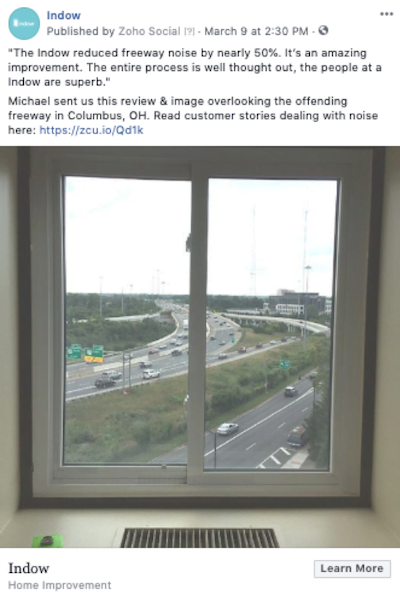 Indow
Published by Zoho Social [?] · March 9 at 2:30 PM ·
"The Indow reduced freeway noise by nearly 50%. It's an amazing
improvement. The entire process is well thought out, the people at a
Indow are superb."
Michael sent us this review & image overlooking the offending
freeway in Columbus, OH. Read customer stories dealing with noise
here: https://zcu.io/Qd1k
Indow
Learn More
Home Improvement